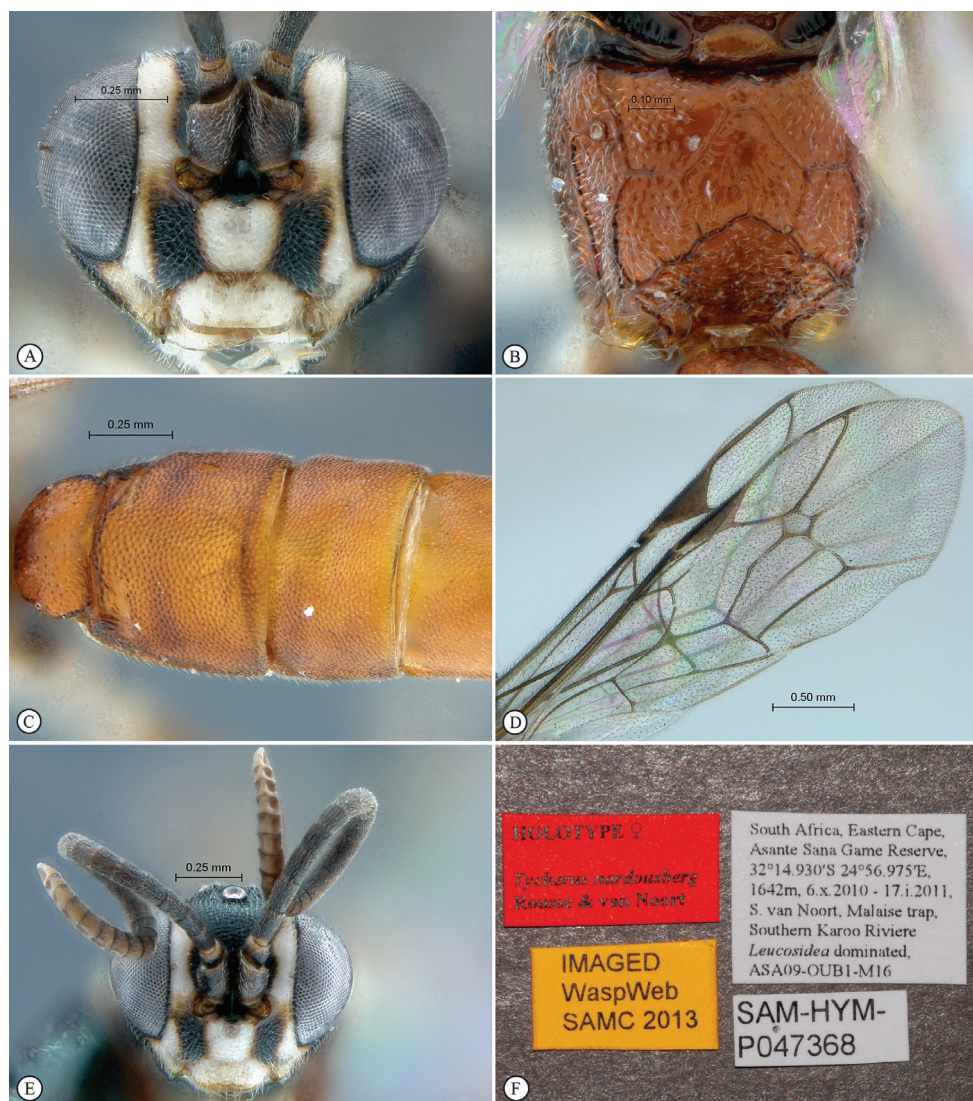 0.25 mm
A
0.10 mm
B
0.25 mm
C
0.50 mm
D
0.25 mm
E
HOLOTYPE ♀
Tycherus nardousberg
Rousse & van Noort
South Africa, Eastern Cape,
Asante Sana Game Reserve,
32°14.930'S 24°56.975'E,
1642m, 6.x.2010 - 17.i.2011,
S. van Noort, Malaise trap,
Southern Karoo Riviere
Leucosidea dominated,
ASA09-OUB1-M16
IMAGED
WaspWeb
SAMC 2013
SAM-HYM-
P047368
F